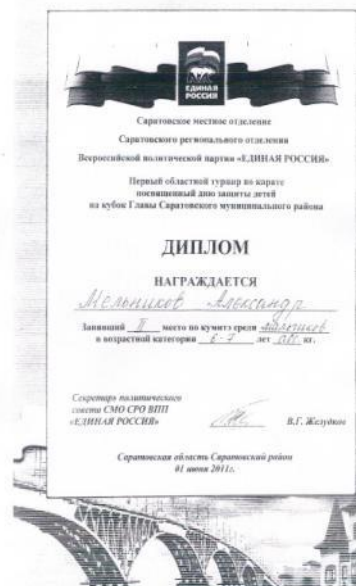 ЕДИНАЯ
РОССИЯ
Саратовское местное отделение
Саратовского регионального отделения
Всероссийской политической партии «ЕДИНАЯ РОССИЯ»
Первый областной турнир по каратэ
посвященный дню защиты детей
на кубок Главы Саратовского муниципального района
ДИПЛОМ
НАГРАЖДАЕТСЯ
Мельников Александр
Занявший II место по кумитэ среди мальчиков
в возрастной категории 6-7 лет абс кг.
Секретарь политического
совета СМО СРО ВПП
«ЕДИНАЯ РОССИЯ»
В.Г. Желудков
Саратовская область Саратовский район
01 июня 2011г.